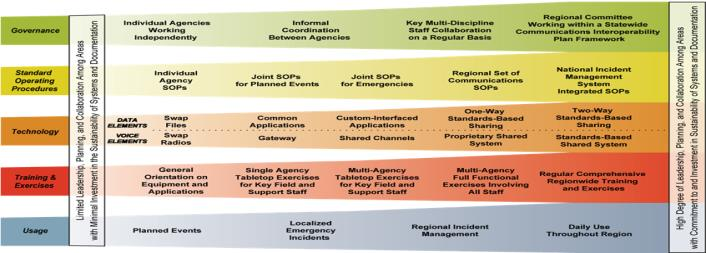 Governance
Individual Agencies
Working
Independently
Informal
Coordination
Between Agencies
Key Multi-Discipline
Staff Collaboration
on a Regular Basis
Regional Committee
Working within a Statewide
Communications Interoperability
Plan Framework
Standard
Operating
Procedures
Individual
Agency
SOPs
Joint SOPs
for Planned Events
Joint SOPs
for Emergencies
Regional Set of
Communications
SOPs
National Incident
Management
System
Integrated SOPs
Technology
DATA
ELEMENTS
Swap
Files
Common
Applications
Custom-Interfaced
Applications
One-Way
Standards-Based
Sharing
Two-Way
Standards-Based
Sharing
VOICE
ELEMENTS
Swap
Radios
Gateway
Shared Channels
Proprietary Shared
System
Standards-Based
Shared System
Training &
Exercises
General
Orientation on
Equipment and
Applications
Single Agency
Tabletop Exercises
for Key Field and
Support Staff
Multi-Agency
Tabletop Exercises
for Key Field and
Support Staff
Multi-Agency
Full Functional
Exercises Involving
All Staff
Regular Comprehensive
Regionwide Training
and Exercises
Usage
Planned Events
Localized
Emergency
Incidents
Regional Incident
Management
Daily Use
Throughout Region
Limited Leadership, Planning, and Collaboration Among Areas
with Minimal Investment in the Sustainability of Systems and Documentation
High Degree of Leadership, Planning, and Collaboration Among Areas
with Commitment to and Investment in Sustainability of Systems and Documentation